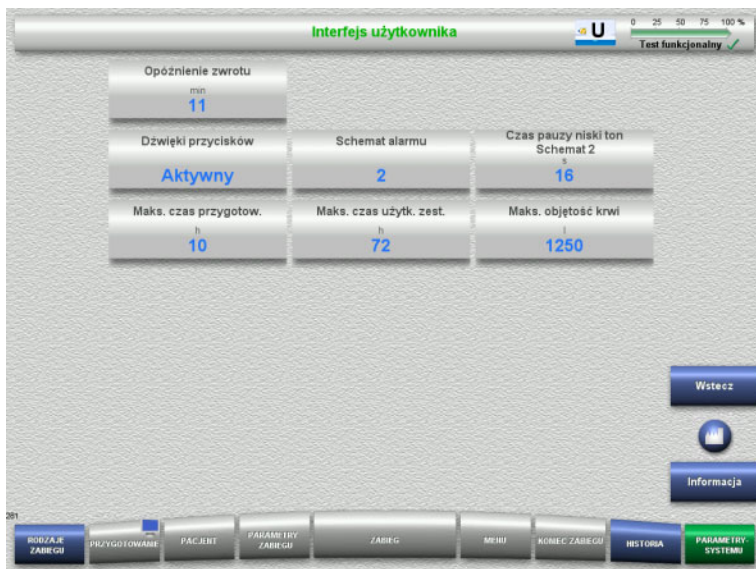 Interfejs użytkownika
U
0 25 50 75 100 %
Test funkcjonalny
Opóźnienie zwrotu
min
11
Dźwięki przycisków
Aktywny
Schemat alarmu
2
Czas pauzy niski ton
Schemat 2
s
16
Maks. czas przygotow.
h
10
Maks. czas użytk. zest.
h
72
Maks. objętość krwi
l
1250
Wstecz
Informacja
281
RODZAJE
ZABIEGU
PRZYGOTOWANIE
PACJENT
PARAMETRY
ZABIEGU
ZABIEG
MENU
KONIEC ZABIEGU
HISTORIA
PARAMETRY-
SYSTEMU